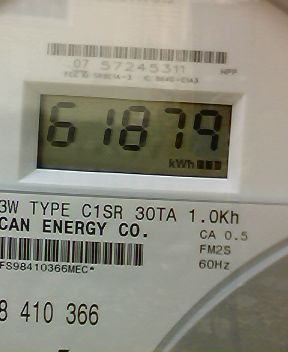 07 57245311
61879
kWh
3W TYPE C1SR 30TA 1.0Kh
CAN ENERGY CO.
CA 0.5
FM2S
FS98410366MEC*
60Hz
8 410 366